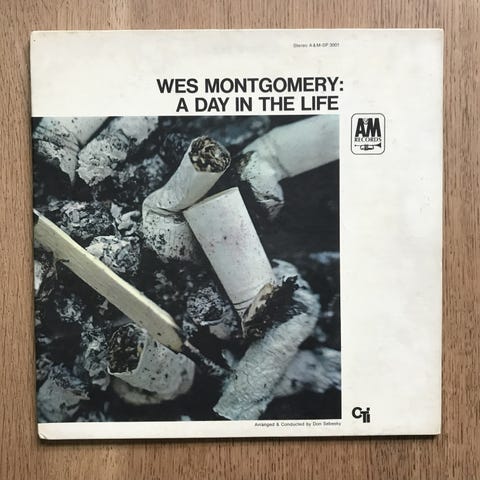 Stereo A&M-SP 3001
WES MONTGOMERY:
A DAY IN THE LIFE
A&M
RECORDS
Arranged & Conducted by Don Sebesky
CTi